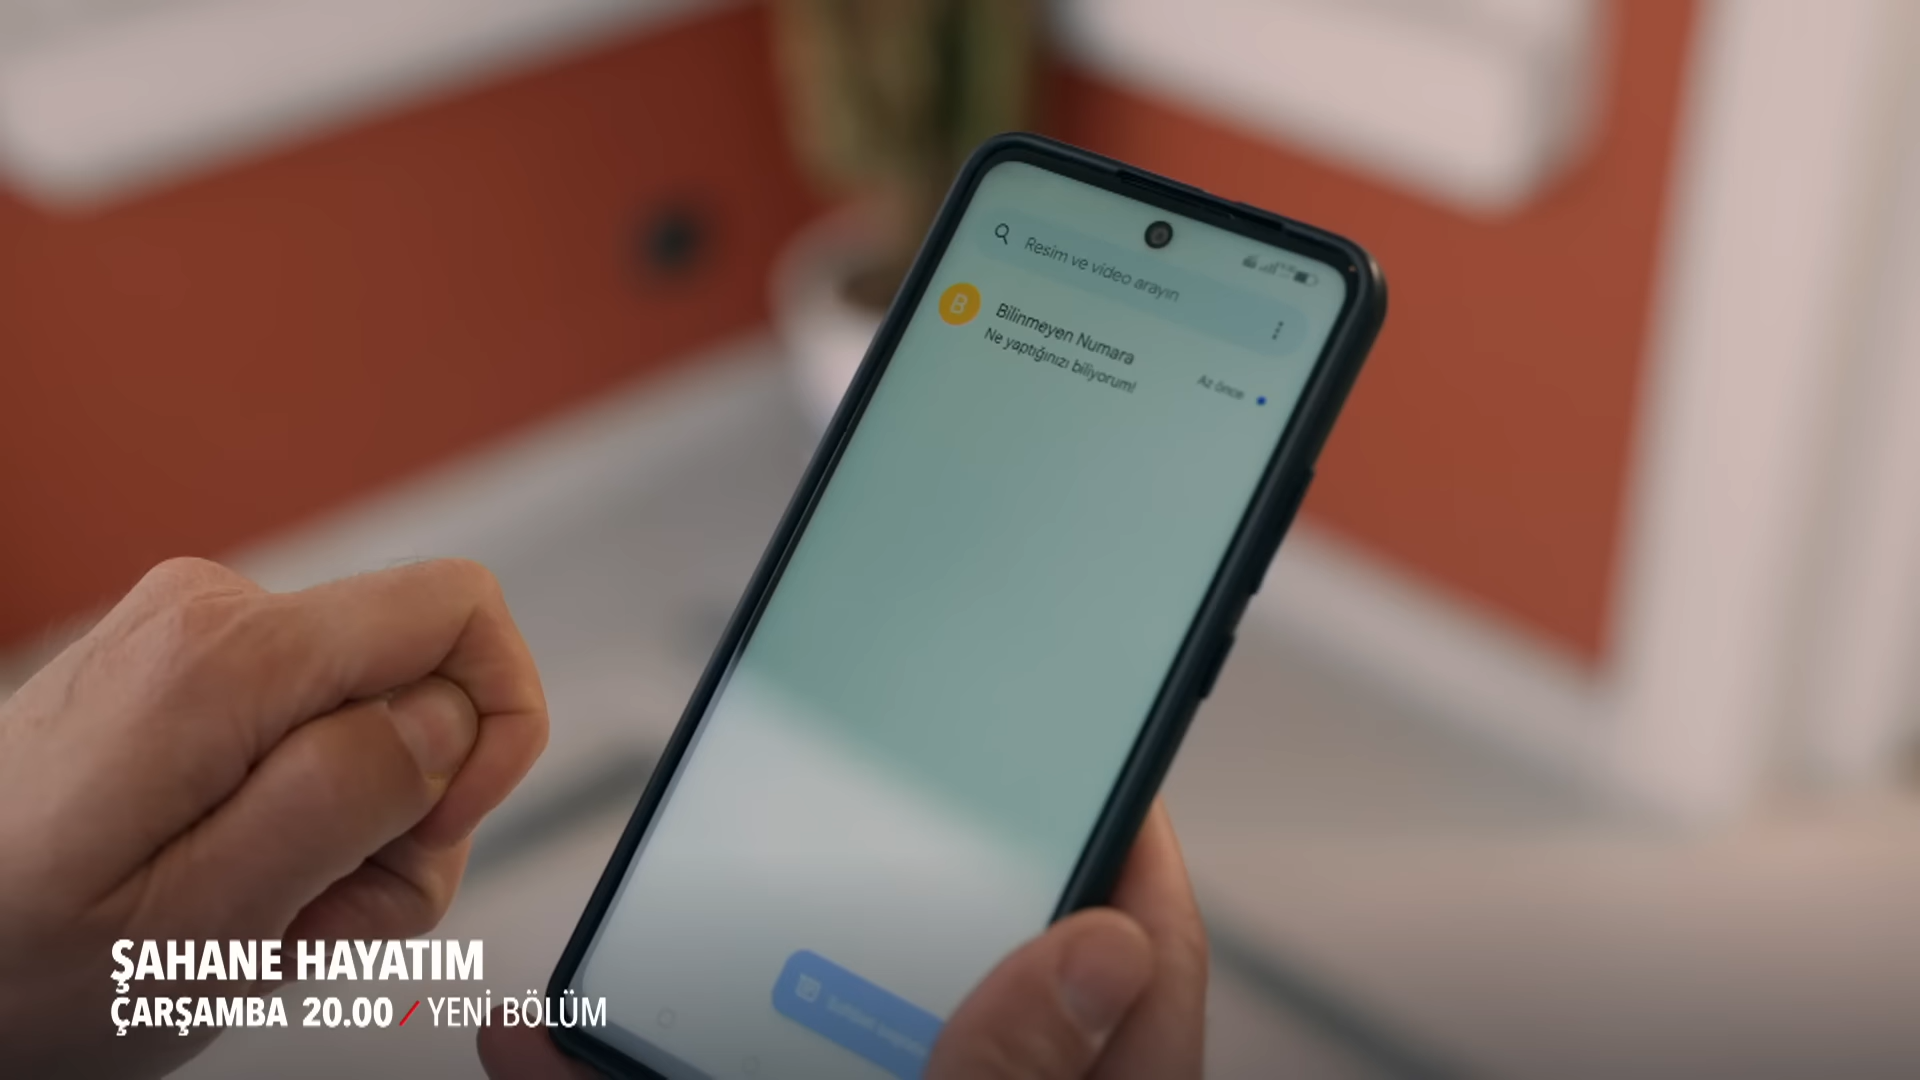 Resim ve video arayın
B
Bilinmeyen Numara
Ne yaptığınızı biliyorum!
Az önce
ŞAHANE HAYATIM
ÇARŞAMBA 20.00 / YENİ BÖLÜM